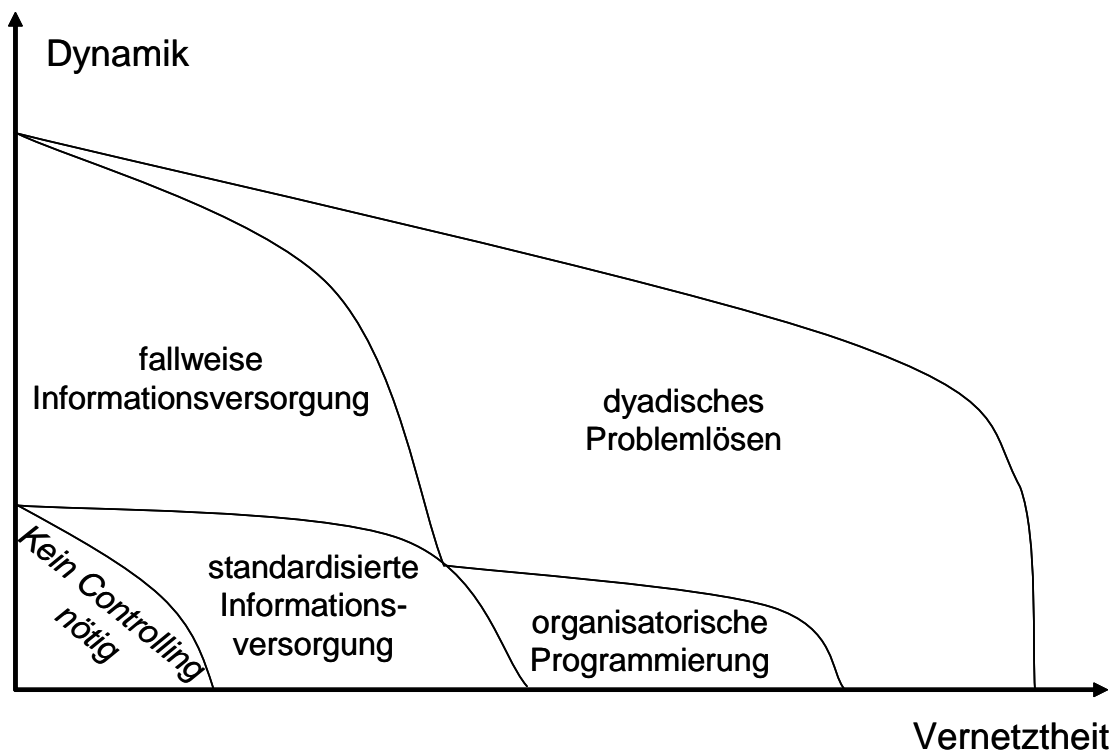 Dynamik
fallweise
Informationsversorgung
dyadisches
Problemlösen
Kein Controlling
nötig
standardisierte
Informations-
versorgung
organisatorische
Programmierung
Vernetztheit